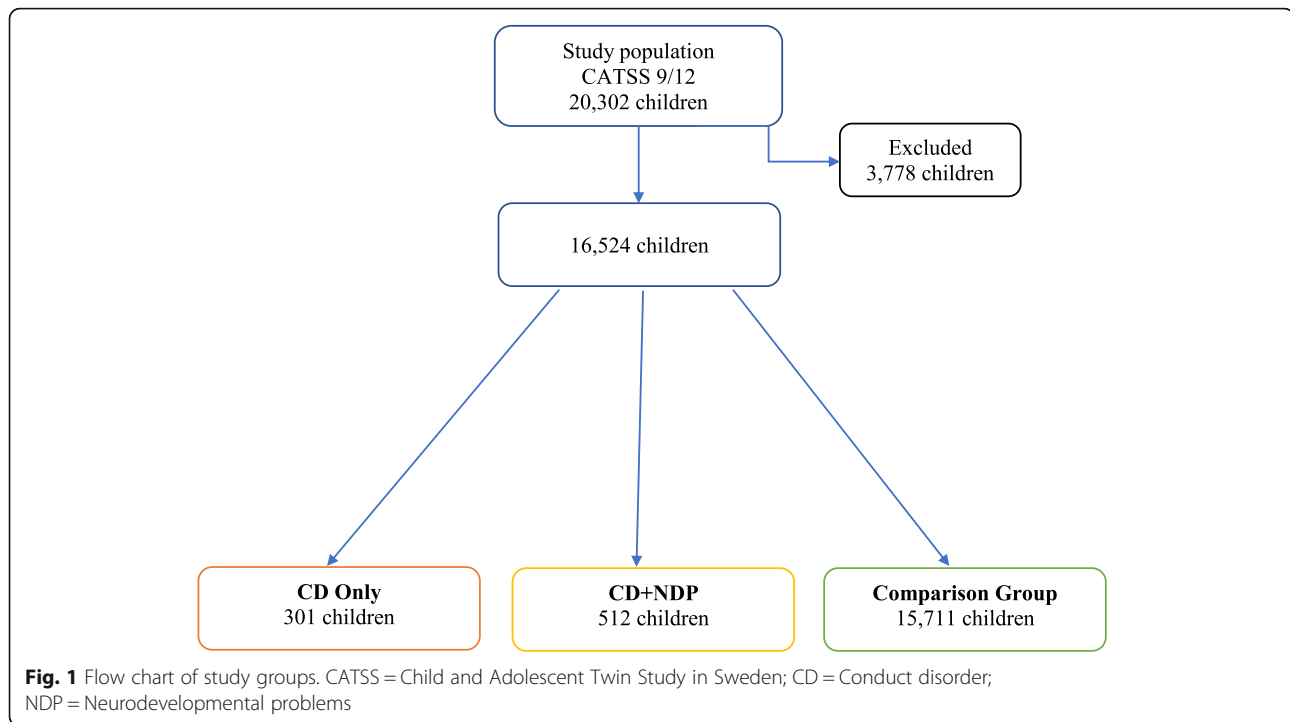 Study population
CATSS 9/12
20,302 children
Excluded
3,778 children
16,524 children
CD Only
301 children
CD+NDP
512 children
Comparison Group
15,711 children
Fig. 1 Flow chart of study groups. CATSS = Child and Adolescent Twin Study in Sweden; CD = Conduct disorder;
NDP = Neurodevelopmental problems